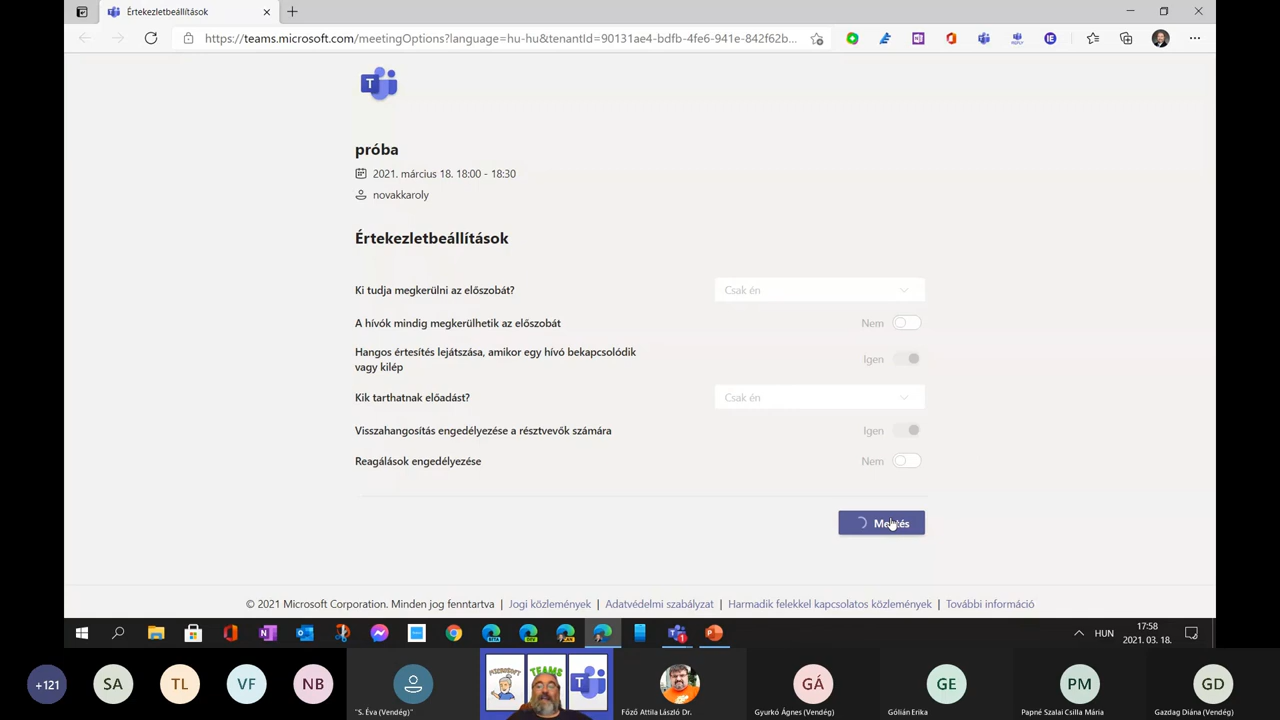 Értekezletbeállítások
https://teams.microsoft.com/meetingOptions?language=hu-hu&tenantId=90131ae4-bdfb-4fe6-941e-842f62b...
T
próba
2021. március 18. 18:00 - 18:30
novakkaroly
Értekezletbeállítások
Ki tudja megkerülni az előszobát?
Csak én
A hívók mindig megkerülhetik az előszobát
Nem
Hangos értesítés lejátszása, amikor egy hívó bekapcsolódik
vagy kilép
Igen
Kik tarthatnak előadást?
Csak én
Visszahangosítás engedélyezése a résztvevők számára
Igen
Reagálások engedélyezése
Nem
Mentés
© 2021 Microsoft Corporation. Minden jog fenntartva | Jogi közlemények | Adatvédelmi szabályzat | Harmadik felekkel kapcsolatos közlemények | További információ
HUN
17:58
2021. 03. 18.
+121
SA
TL
VF
NB
"S. Éva (Vendég)"
MICROSOFT
TEAMS
Főző Attila László Dr.
GÁ
Gyurkó Ágnes (Vendég)
GE
Gólián Erika
PM
Papné Szalai Csilla Mária
GD
Gazdag Diána (Vendég)